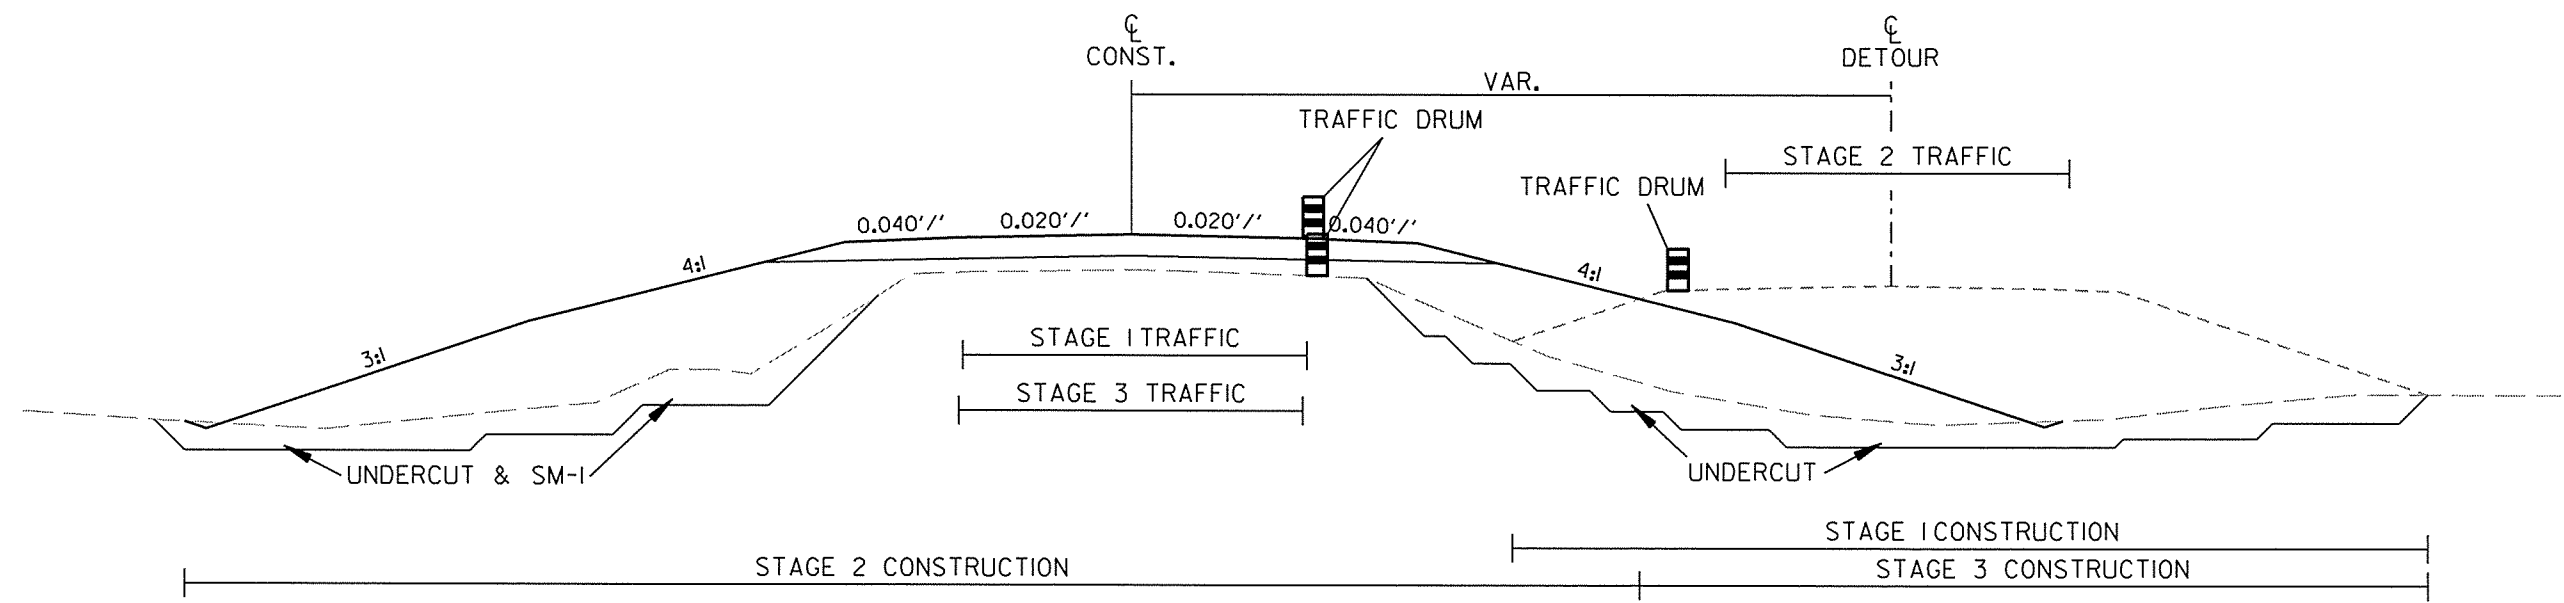 ℄
CONST.
℄
DETOUR
VAR.
TRAFFIC DRUM
STAGE 2 TRAFFIC
TRAFFIC DRUM
0.040'/'
0.020'/'
0.020'/'
0.040'/'
4:1
4:1
3:1
3:1
STAGE 1 TRAFFIC
STAGE 3 TRAFFIC
UNDERCUT & SM-1
UNDERCUT
STAGE 1 CONSTRUCTION
STAGE 2 CONSTRUCTION
STAGE 3 CONSTRUCTION